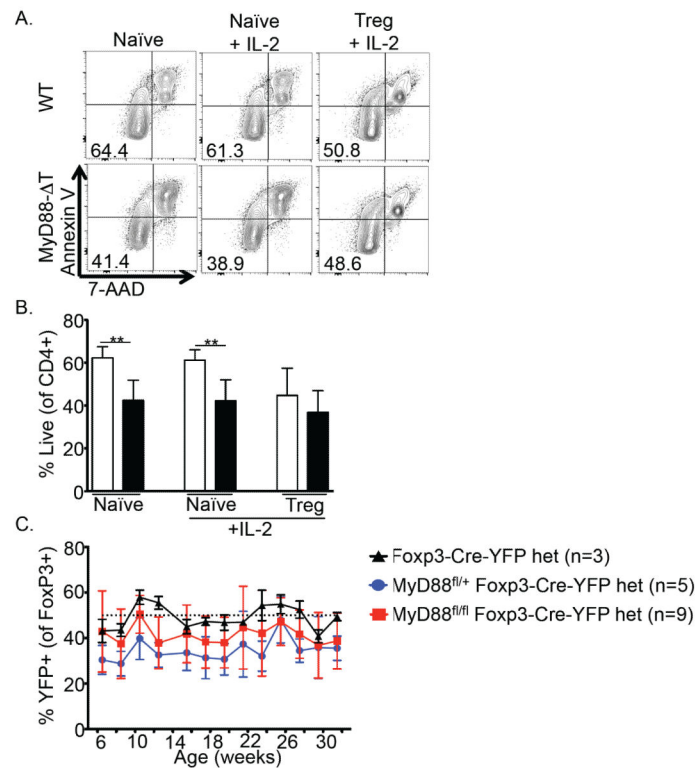 A.
Naïve
Naïve
+ IL-2
Treg
+ IL-2
WT
64.4
61.3
50.8
MyD88-ΔT
Annexin V
41.4
38.9
48.6
7-AAD
B.
80
60
40
20
0
% Live (of CD4+)
**
**
Naïve
Naïve
Treg
+IL-2
C.
80
60
40
20
0
% YFP+ (of FoxP3+)
6 10 14 18 22 26 30
Age (weeks)
Foxp3-Cre-YFP het (n=3)
MyD88fl/+ Foxp3-Cre-YFP het (n=5)
MyD88fl/fl Foxp3-Cre-YFP het (n=9)